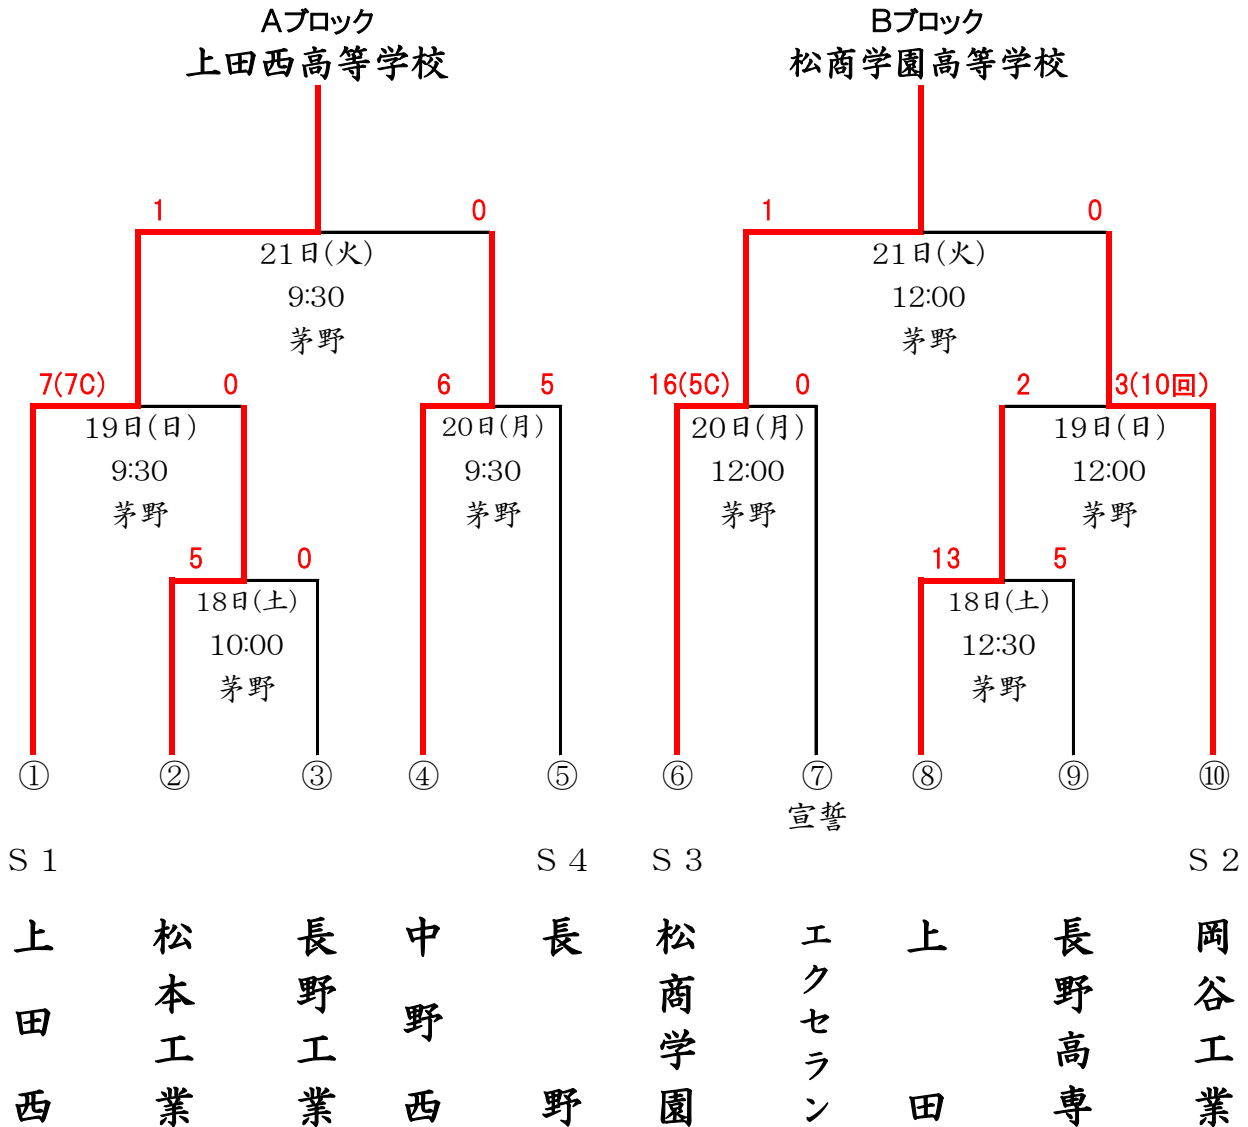 Aブロック
上田西高等学校
Bブロック
松商学園高等学校
1
0
21日(火)
9:30
茅野
1
0
21日(火)
12:00
茅野
7(7C)
0
19日(日)
9:30
茅野
6
5
20日(月)
9:30
茅野
16(5C)
0
20日(月)
12:00
茅野
2
3(10回)
19日(日)
12:00
茅野
5
0
18日(土)
10:00
茅野
13
5
18日(土)
12:30
茅野
①
②
③
④
⑤
⑥
⑦
⑧
⑨
⑩
宣誓
S 1
S 4
S 3
S 2
上田西
松本工業
長野工業
中野西
長野
松商学園
エクセラン
上田
長野高専
岡谷工業